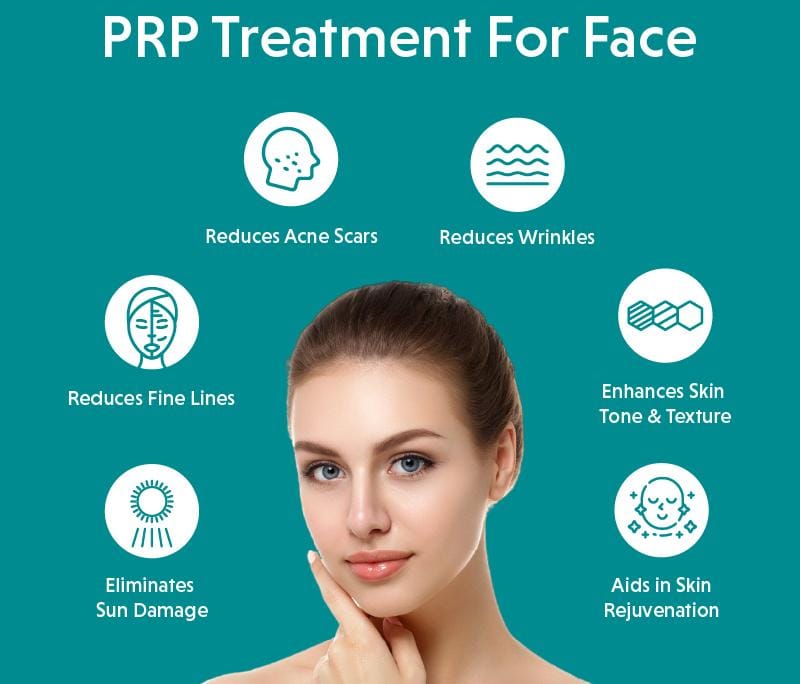 PRP Treatment For Face
Reduces Acne Scars
Reduces Wrinkles
Reduces Fine Lines
Enhances Skin
Tone & Texture
Eliminates
Sun Damage
Aids in Skin
Rejuvenation